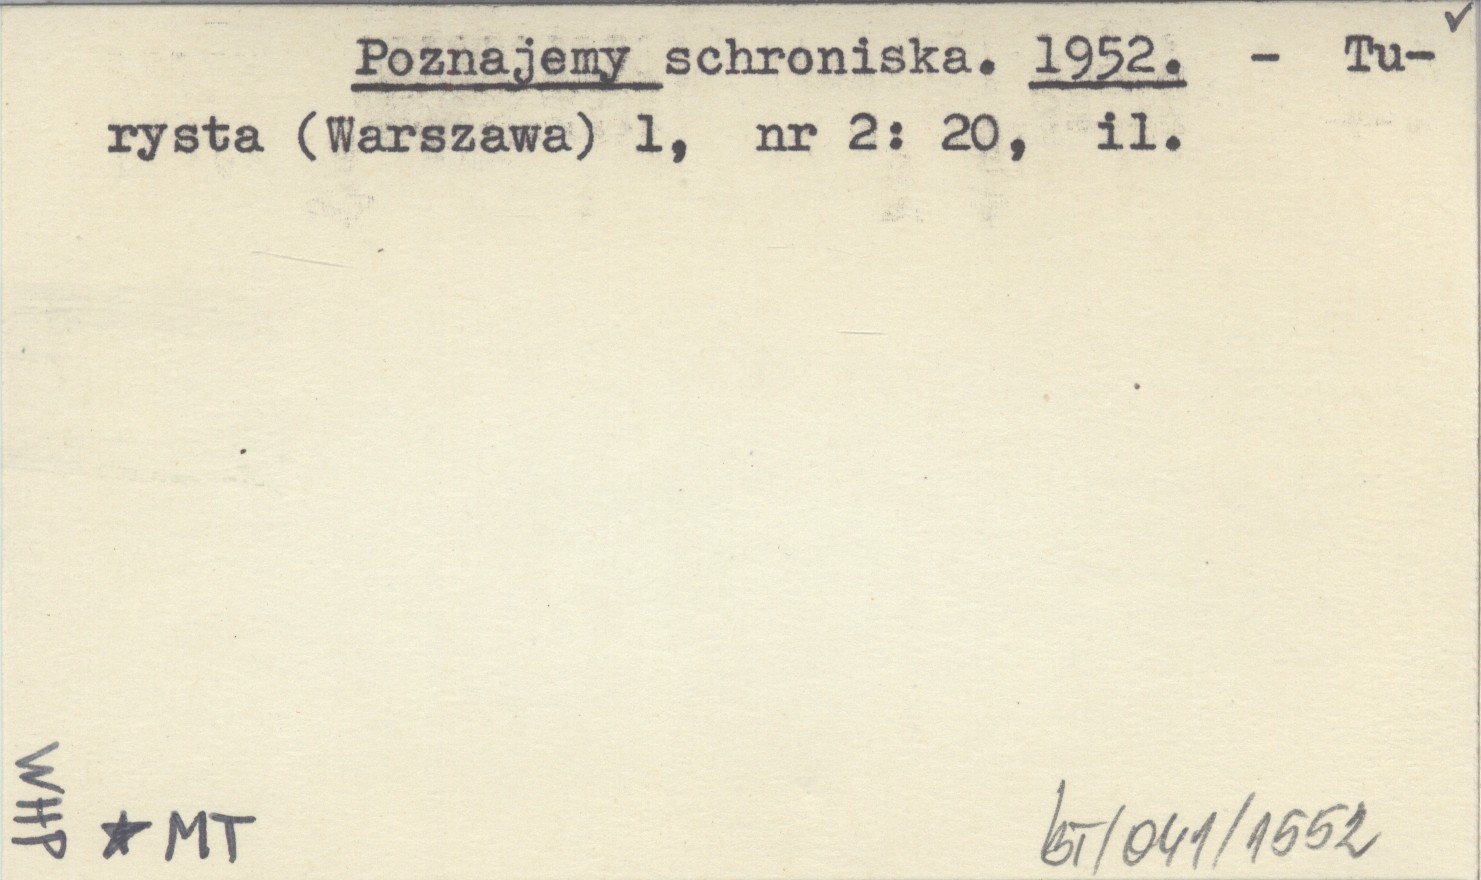 Poznajemy schroniska. 1952. - Tu-
rysta (Warszawa) 1, nr 2: 20, il.
WHP
★ MT
BT/041/1552